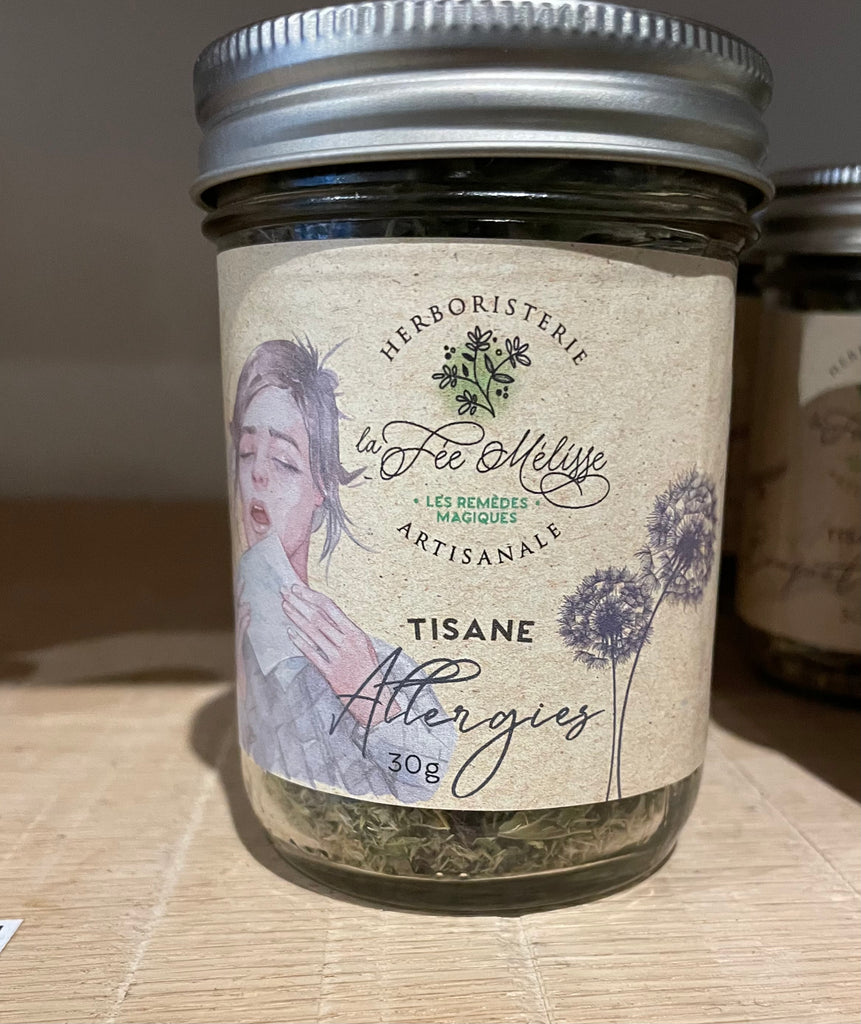 HERBORISTERIE
la Fée Mélisse
• LES REMÈDES •
MAGIQUES
ARTISANALE
TISANE
Allergies
30g